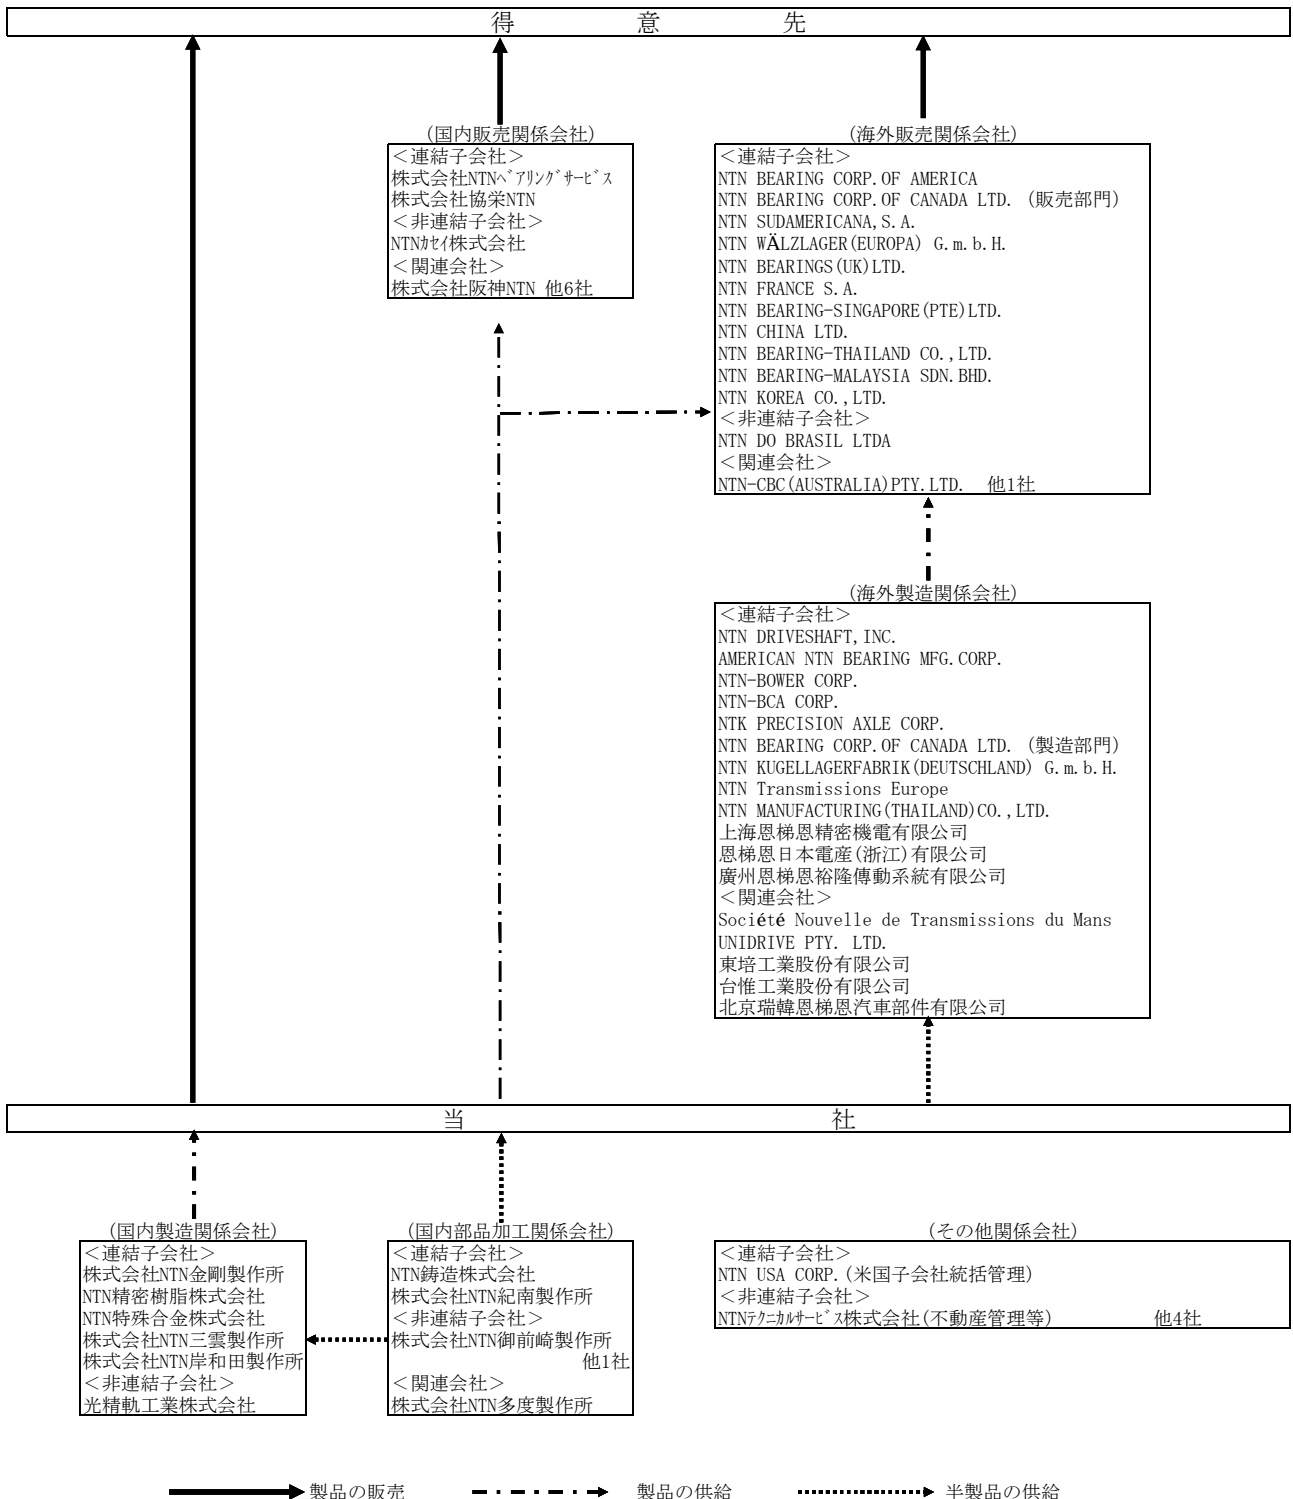 得意先
(国内販売関係会社)
＜連結子会社＞
株式会社NTNﾍﾞｱﾘﾝｸﾞｻｰﾋﾞｽ
株式会社協栄NTN
＜非連結子会社＞
NTNｶｾｲ株式会社
＜関連会社＞
株式会社阪神NTN 他6社
(海外販売関係会社)
＜連結子会社＞
NTN BEARING CORP.OF AMERICA
NTN BEARING CORP.OF CANADA LTD. (販売部門)
NTN SUDAMERICANA,S.A.
NTN WÄLZLAGER(EUROPA) G.m.b.H.
NTN BEARINGS(UK)LTD.
NTN FRANCE S.A.
NTN BEARING-SINGAPORE(PTE)LTD.
NTN CHINA LTD.
NTN BEARING-THAILAND CO.,LTD.
NTN BEARING-MALAYSIA SDN.BHD.
NTN KOREA CO.,LTD.
＜非連結子会社＞
NTN DO BRASIL LTDA
＜関連会社＞
NTN-CBC(AUSTRALIA)PTY.LTD. 他1社
(海外製造関係会社)
＜連結子会社＞
NTN DRIVESHAFT,INC.
AMERICAN NTN BEARING MFG.CORP.
NTN-BOWER CORP.
NTN-BCA CORP.
NTK PRECISION AXLE CORP.
NTN BEARING CORP.OF CANADA LTD. (製造部門)
NTN KUGELLAGERFABRIK(DEUTSCHLAND) G.m.b.H.
NTN Transmissions Europe
NTN MANUFACTURING(THAILAND)CO.,LTD.
上海恩梯恩精密機電有限公司
恩梯恩日本電産(浙江)有限公司
廣州恩梯恩裕隆傳動系統有限公司
＜関連会社＞
Société Nouvelle de Transmissions du Mans
UNIDRIVE PTY. LTD.
東培工業股份有限公司
台惟工業股份有限公司
北京瑞韓恩梯恩汽車部件有限公司
当社
(国内製造関係会社)
＜連結子会社＞
株式会社NTN金剛製作所
NTN精密樹脂株式会社
NTN特殊合金株式会社
株式会社NTN三雲製作所
株式会社NTN岸和田製作所
＜非連結子会社＞
光精軌工業株式会社
(国内部品加工関係会社)
＜連結子会社＞
NTN鋳造株式会社
株式会社NTN紀南製作所
＜非連結子会社＞
株式会社NTN御前崎製作所
他1社
＜関連会社＞
株式会社NTN多度製作所
(その他関係会社)
＜連結子会社＞
NTN USA CORP.(米国子会社統括管理)
＜非連結子会社＞
NTNﾃｸﾆｶﾙｻｰﾋﾞｽ株式会社(不動産管理等) 他4社
製品の販売 製品の供給 半製品の供給